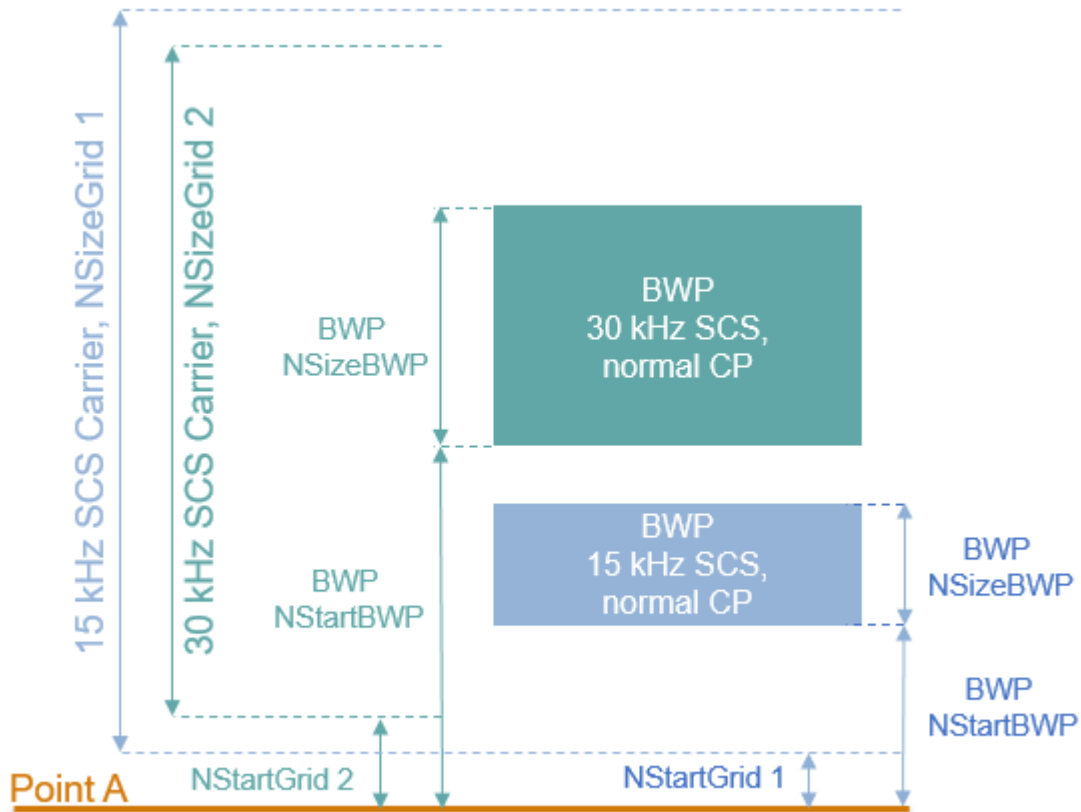 15 kHz SCS Carrier, NSizeGrid 1
30 kHz SCS Carrier, NSizeGrid 2
BWP
30 kHz SCS,
normal CP
BWP
NSizeBWP
BWP
15 kHz SCS,
normal CP
BWP
NSizeBWP
BWP
NStartBWP
BWP
NStartBWP
NStartGrid 2
NStartGrid 1
Point A